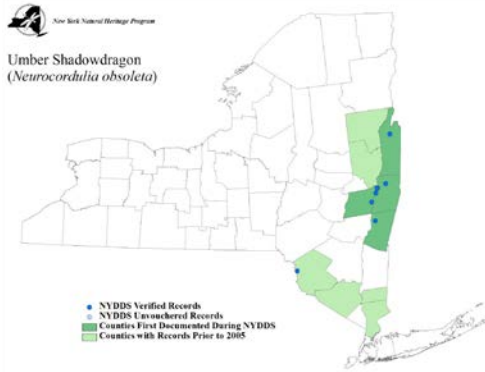 New York Natural Heritage Program
Umber Shadowdragon
(Neurocordulia obsoleta)
NYDDS Verified Records
NYDDS Unvouchered Records
Counties First Documented During NYDDS
Counties with Records Prior to 2005